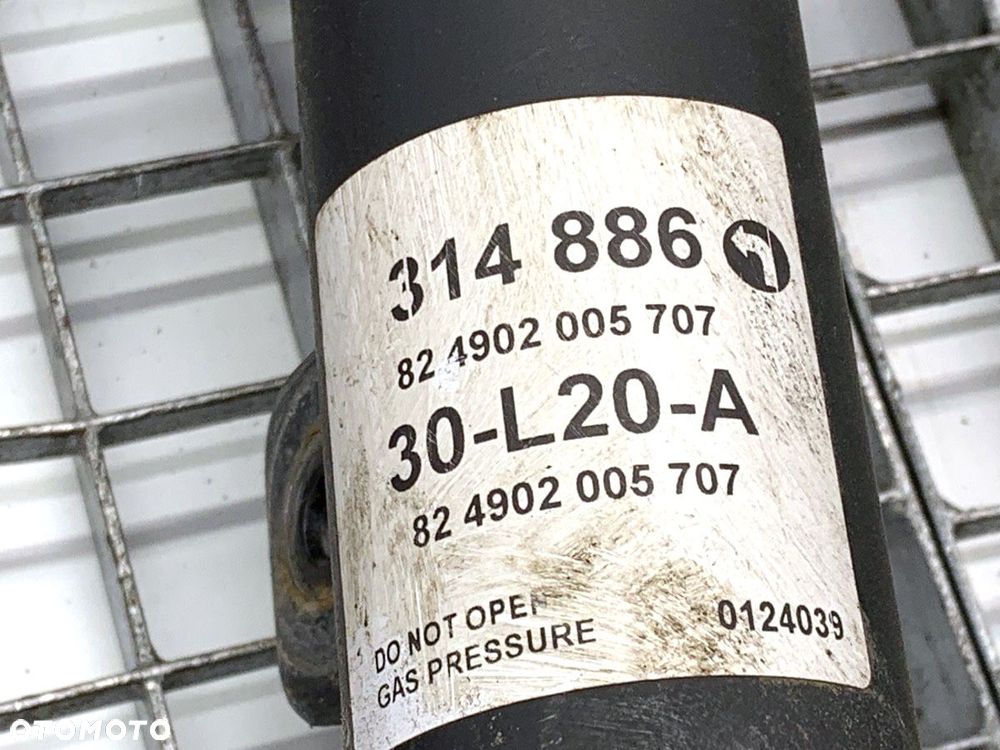 314 886
82 4902 005 707
30-L20-A
82 4902 005 707
DO NOT OPEN
GAS PRESSURE
0124039
OTOMOTO